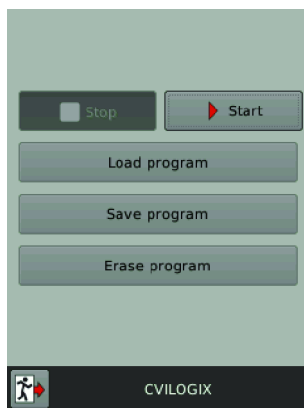 Stop
Start
Load program
Save program
Erase program
CVILOGIX